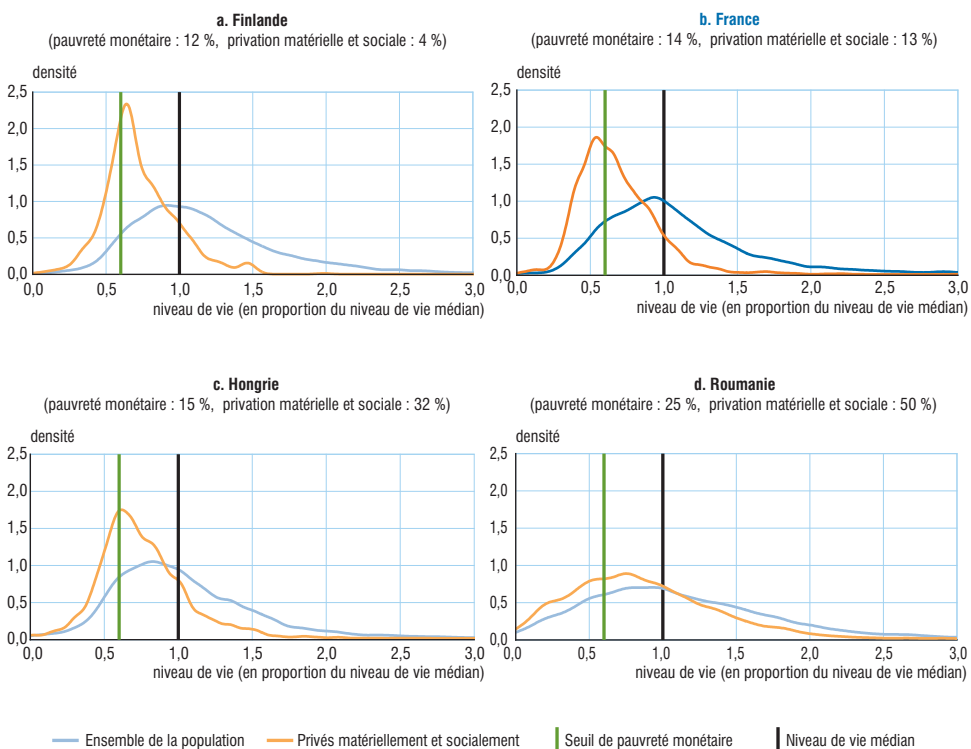 a. Finlande
(pauvreté monétaire : 12 %, privation matérielle et sociale : 4 %)
densité
2,5
2,0
1,5
1,0
0,5
0,0
0,0 0,5 1,0 1,5 2,0 2,5 3,0
niveau de vie (en proportion du niveau de vie médian)
b. France
(pauvreté monétaire : 14 %, privation matérielle et sociale : 13 %)
densité
2,5
2,0
1,5
1,0
0,5
0,0
0,0 0,5 1,0 1,5 2,0 2,5 3,0
niveau de vie (en proportion du niveau de vie médian)
c. Hongrie
(pauvreté monétaire : 15 %, privation matérielle et sociale : 32 %)
densité
2,5
2,0
1,5
1,0
0,5
0,0
0,0 0,5 1,0 1,5 2,0 2,5 3,0
niveau de vie (en proportion du niveau de vie médian)
d. Roumanie
(pauvreté monétaire : 25 %, privation matérielle et sociale : 50 %)
densité
2,5
2,0
1,5
1,0
0,5
0,0
0,0 0,5 1,0 1,5 2,0 2,5 3,0
niveau de vie (en proportion du niveau de vie médian)
Ensemble de la population Privés matériellement et socialement Seuil de pauvreté monétaire Niveau de vie médian